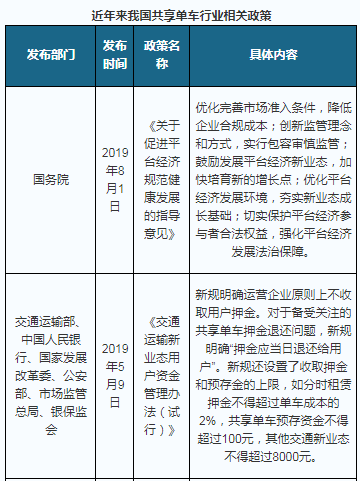 近年来我国共享单车行业相关政策
发布部门
发布
时间
政策名
称
具体内容
国务院
2019
年8月1
日
《关于
促进平
台经济
规范健
康发展
的指导
意见》
优化完善市场准入条件，降低
企业合规成本；创新监管理念
和方式，实行包容审慎监管；
鼓励发展平台经济新业态，加
快培育新的增长点；优化平台
经济发展环境，夯实新业态成
长基础；切实保护平台经济参
与者合法权益，强化平台经济
发展法治保障。
交通运输部、
中国人民银
行、国家发展
改革委、公安
部、市场监管
总局、银保监
会
2019
年5月
9日
《交通
运输新
业态用
户资金
管理办
法（试
行）》
新规明确运营企业原则上不收
取用户押金。对于备受关注的
共享单车押金退还问题，新规
明确“押金应当日退还给用
户”。新规还设置了收取押金
和预存金的上限，如分时租赁
押金不得超过单车成本的
2%，共享单车预存资金不得
超过100元，其他交通新业态
不得超过8000元。